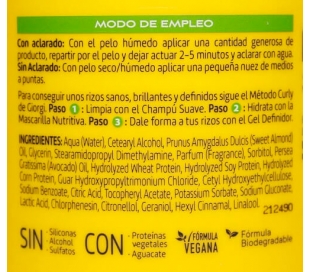 MODO DE EMPLEO
Con aclarado: Con el pelo húmedo aplicar una cantidad generosa de
producto, repartir por el pelo y dejar actuar 2-5 minutos y aclarar con agua.
Sin Aclarado: Con pelo seco/húmedo aplicar una pequeña nuez de medios
a puntas.
Para conseguir unos rizos sanos, brillantes y definidos sigue el Método Curly
de Giorgi. Paso 1: Limpia con el Champú Suave. Paso 2: Hidrata con la
Mascarilla Nutritiva. Paso 3: Dale forma a tus rizos con el Gel Definidor.
INGREDIENTES: Aqua (Water), Cetearyl Alcohol, Prunus Amygdalus Dulcis (Sweet Almond)
Oil, Glycerin, Stearamidopropyl Dimethylamine, Parfum (Fragrance), Sorbitol, Persea
Gratissima (Avocado) Oil, Hydrolyzed Wheat Protein, Hydrolyzed Soy Protein, Hydrolyzed
Corn Protein, Guar Hydroxypropyltrimonium Chloride, Cetyl Hydroxyethylcellulose,
Sodium Benzoate, Citric Acid, Tocopheryl Acetate, Potassium Sorbate, Sodium Gluconate,
Lactic Acid, Chlorphenesin, Citronellol, Geraniol, Hexyl Cinnamal, Linalool.
212490
SIN
Siliconas
Alcohol
Sulfatos
CON
- Proteínas
vegetales
- Aguacate
FÓRMULA
VEGANA
Fórmula
Biodegradable